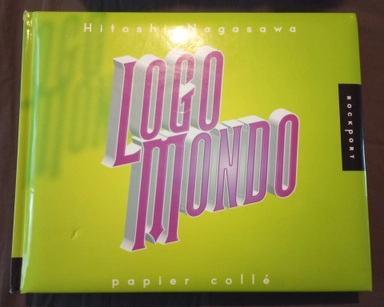 Hitoshi Nagasawa
LOGO
MONDO
ROCKPORT
papier collé